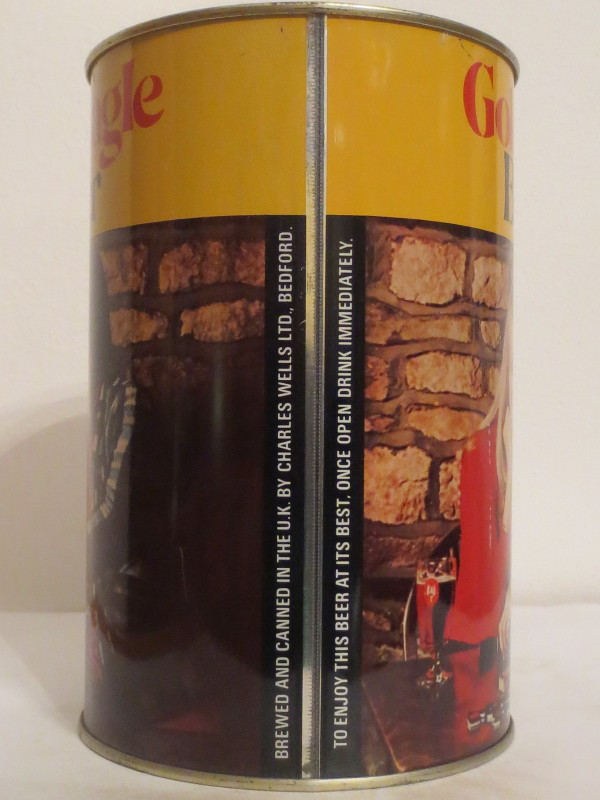 BREWED AND CANNED IN THE U.K. BY CHARLES WELLS LTD., BEDFORD.
TO ENJOY THIS BEER AT ITS BEST, ONCE OPEN DRINK IMMEDIATELY.